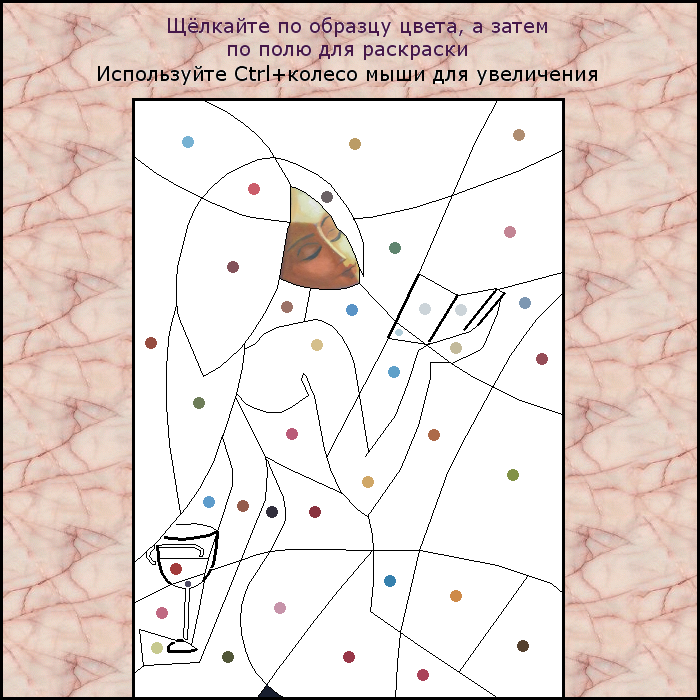 Щёлкайте по образцу цвета, а затем
по полю для раскраски
Используйте Ctrl+колесо мыши для увеличения